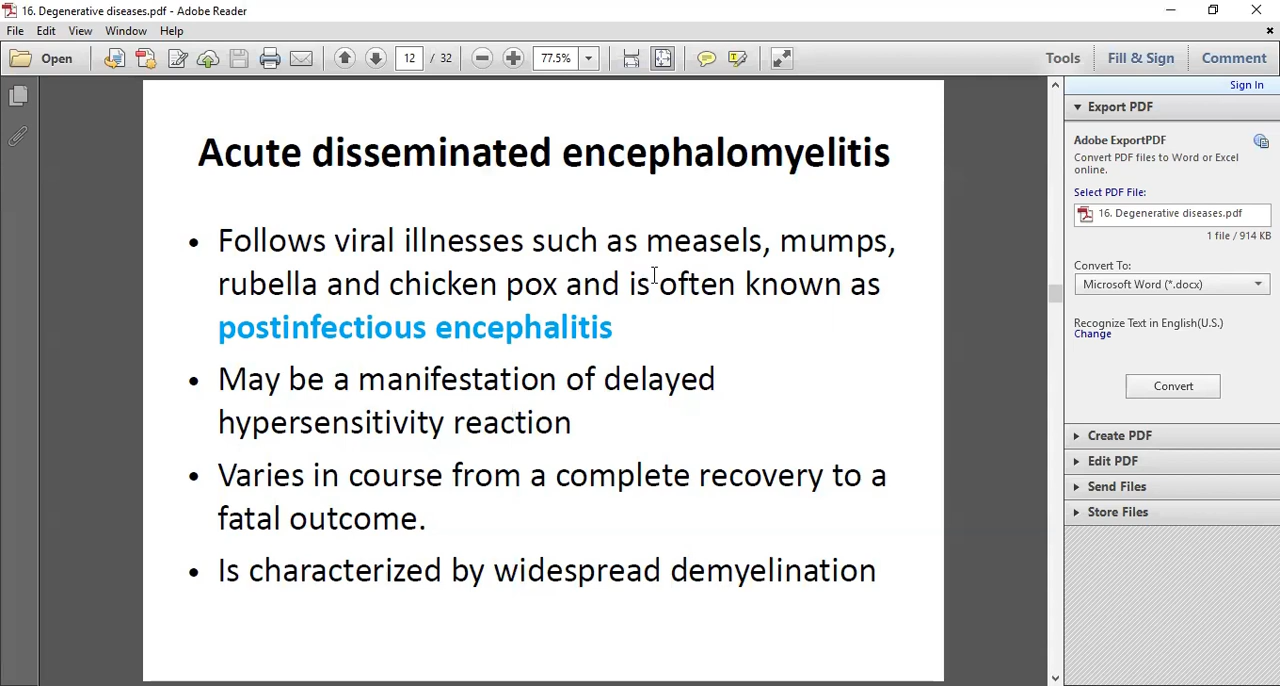 16. Degenerative diseases.pdf - Adobe Reader
File Edit View Window Help
Open 12 / 32 77.5% Tools Fill & Sign Comment
Sign In
Acute disseminated encephalomyelitis
• Follows viral illnesses such as measels, mumps,
rubella and chicken pox and is often known as
postinfectious encephalitis
• May be a manifestation of delayed
hypersensitivity reaction
• Varies in course from a complete recovery to a
fatal outcome.
• Is characterized by widespread demyelination
Export PDF
Adobe ExportPDF
Convert PDF files to Word or Excel
online.
Select PDF File:
16. Degenerative diseases.pdf
1 file / 914 KB
Convert To:
Microsoft Word (*.docx)
Recognize Text in English(U.S.)
Change
Convert
Create PDF
Edit PDF
Send Files
Store Files